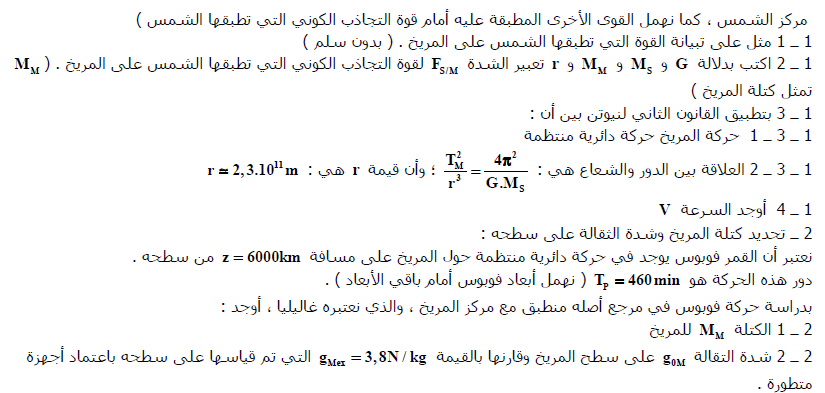 مركز الشمس ، كما نهمل القوى الأخرى المطبقة عليه أمام قوة التجاذب الكوني التي تطبقها الشمس )
1 ـ 1 مثل على تبيانة القوة التي تطبقها الشمس على المريخ . ( بدون سلم )
1 ـ 2 اكتب بدلالة G و M_S و M_M و r تعبير الشدة F_{S/M} لقوة التجاذب الكوني التي تطبقها الشمس على المريخ . ( M_M
تمثل كتلة المريخ )
1 ـ 3 بتطبيق القانون الثاني لنيوتن بين أن :
1 ـ 3 ـ 1 حركة المريخ حركة دائرية منتظمة
1 ـ 3 ـ 2 العلاقة بين الدور والشعاع هي : \frac{T_M^2}{r^3} = \frac{4π^2}{G.M_S} ؛ وأن قيمة r هي : r ≃ 2,3.10^{11} m
1 ـ 4 أوجد السرعة V
2 ـ تحديد كتلة المريخ وشدة الثقالة على سطحه :
نعتبر أن القمر فوبوس يوجد في حركة دائرية منتظمة حول المريخ على مسافة z = 6000km من سطحه .
دور هذه الحركة هو T_P = 460 min ( نهمل أبعاد فوبوس أمام باقي الأبعاد ) .
بدراسة حركة فوبوس في مرجع أصله منطبق مع مركز المريخ ، والذي نعتبره غاليليا ، أوجد :
2 ـ 1 الكتلة M_M للمريخ
2 ـ 2 شدة الثقالة g_{0M} على سطح المريخ وقارنها بالقيمة g_{Mex} = 3,8N / kg التي تم قياسها على سطحه باعتماد أجهزة
متطورة .